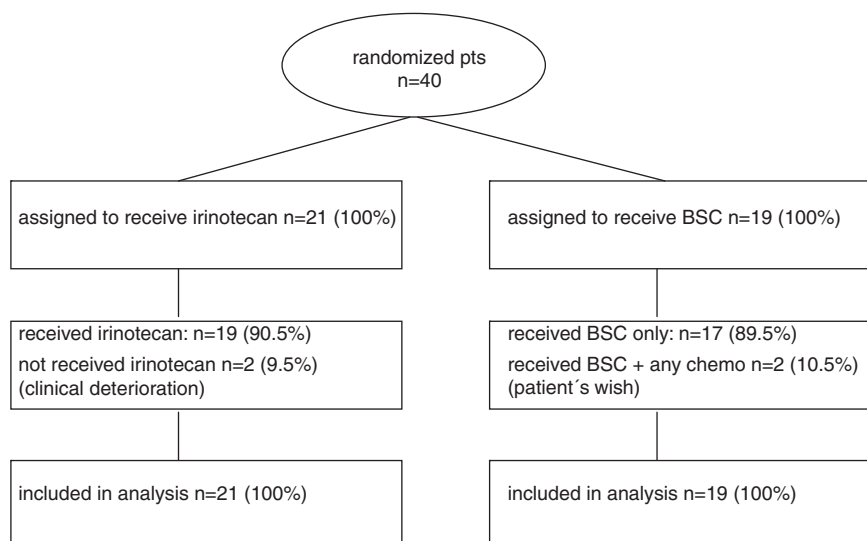 randomized pts
n=40
assigned to receive irinotecan n=21 (100%)
assigned to receive BSC n=19 (100%)
received irinotecan: n=19 (90.5%)
not received irinotecan n=2 (9.5%)
(clinical deterioration)
received BSC only: n=17 (89.5%)
received BSC + any chemo n=2 (10.5%)
(patient´s wish)
included in analysis n=21 (100%)
included in analysis n=19 (100%)